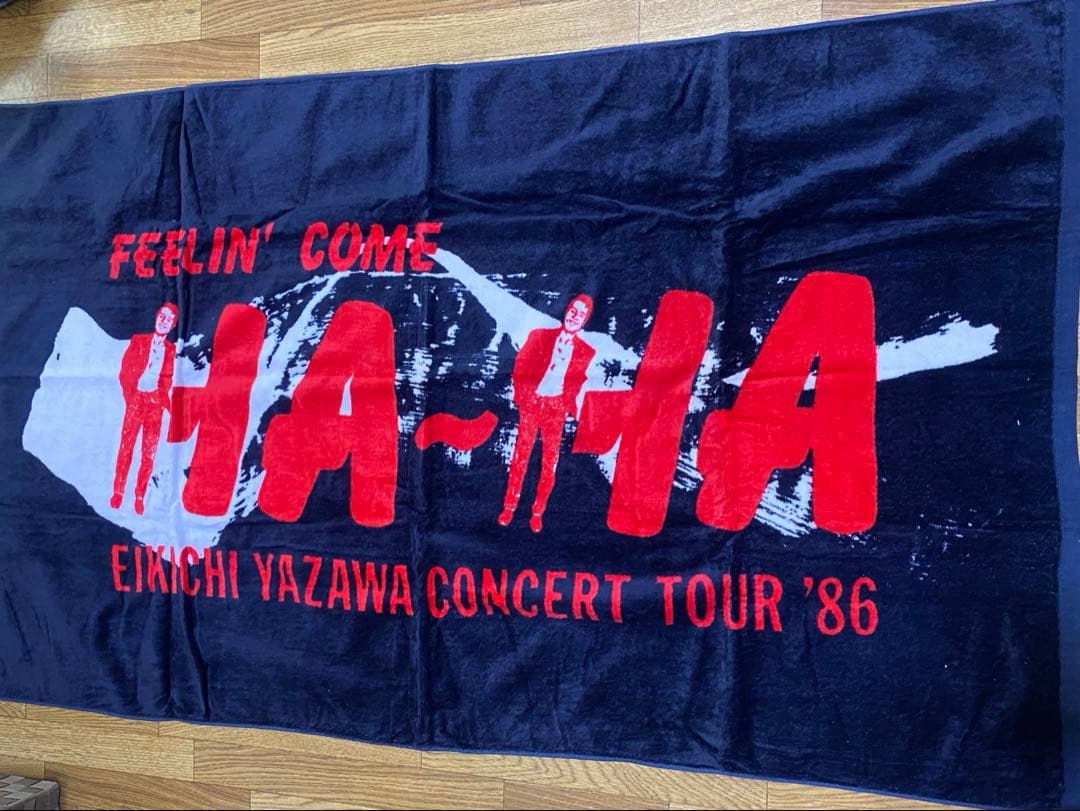 FEELIN' COME
HA~HA
EIKICHI YAZAWA CONCERT TOUR '86